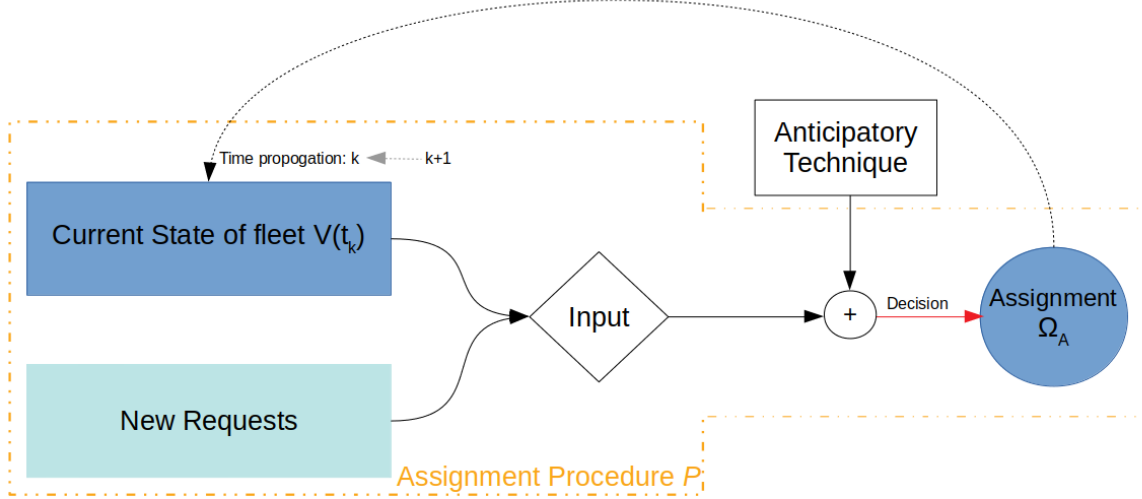 Anticipatory
Technique
Time propogation: k
k+1
Current State of fleet V(tk)
Input
+
Decision
Assignment
ΩA
New Requests
Assignment Procedure P